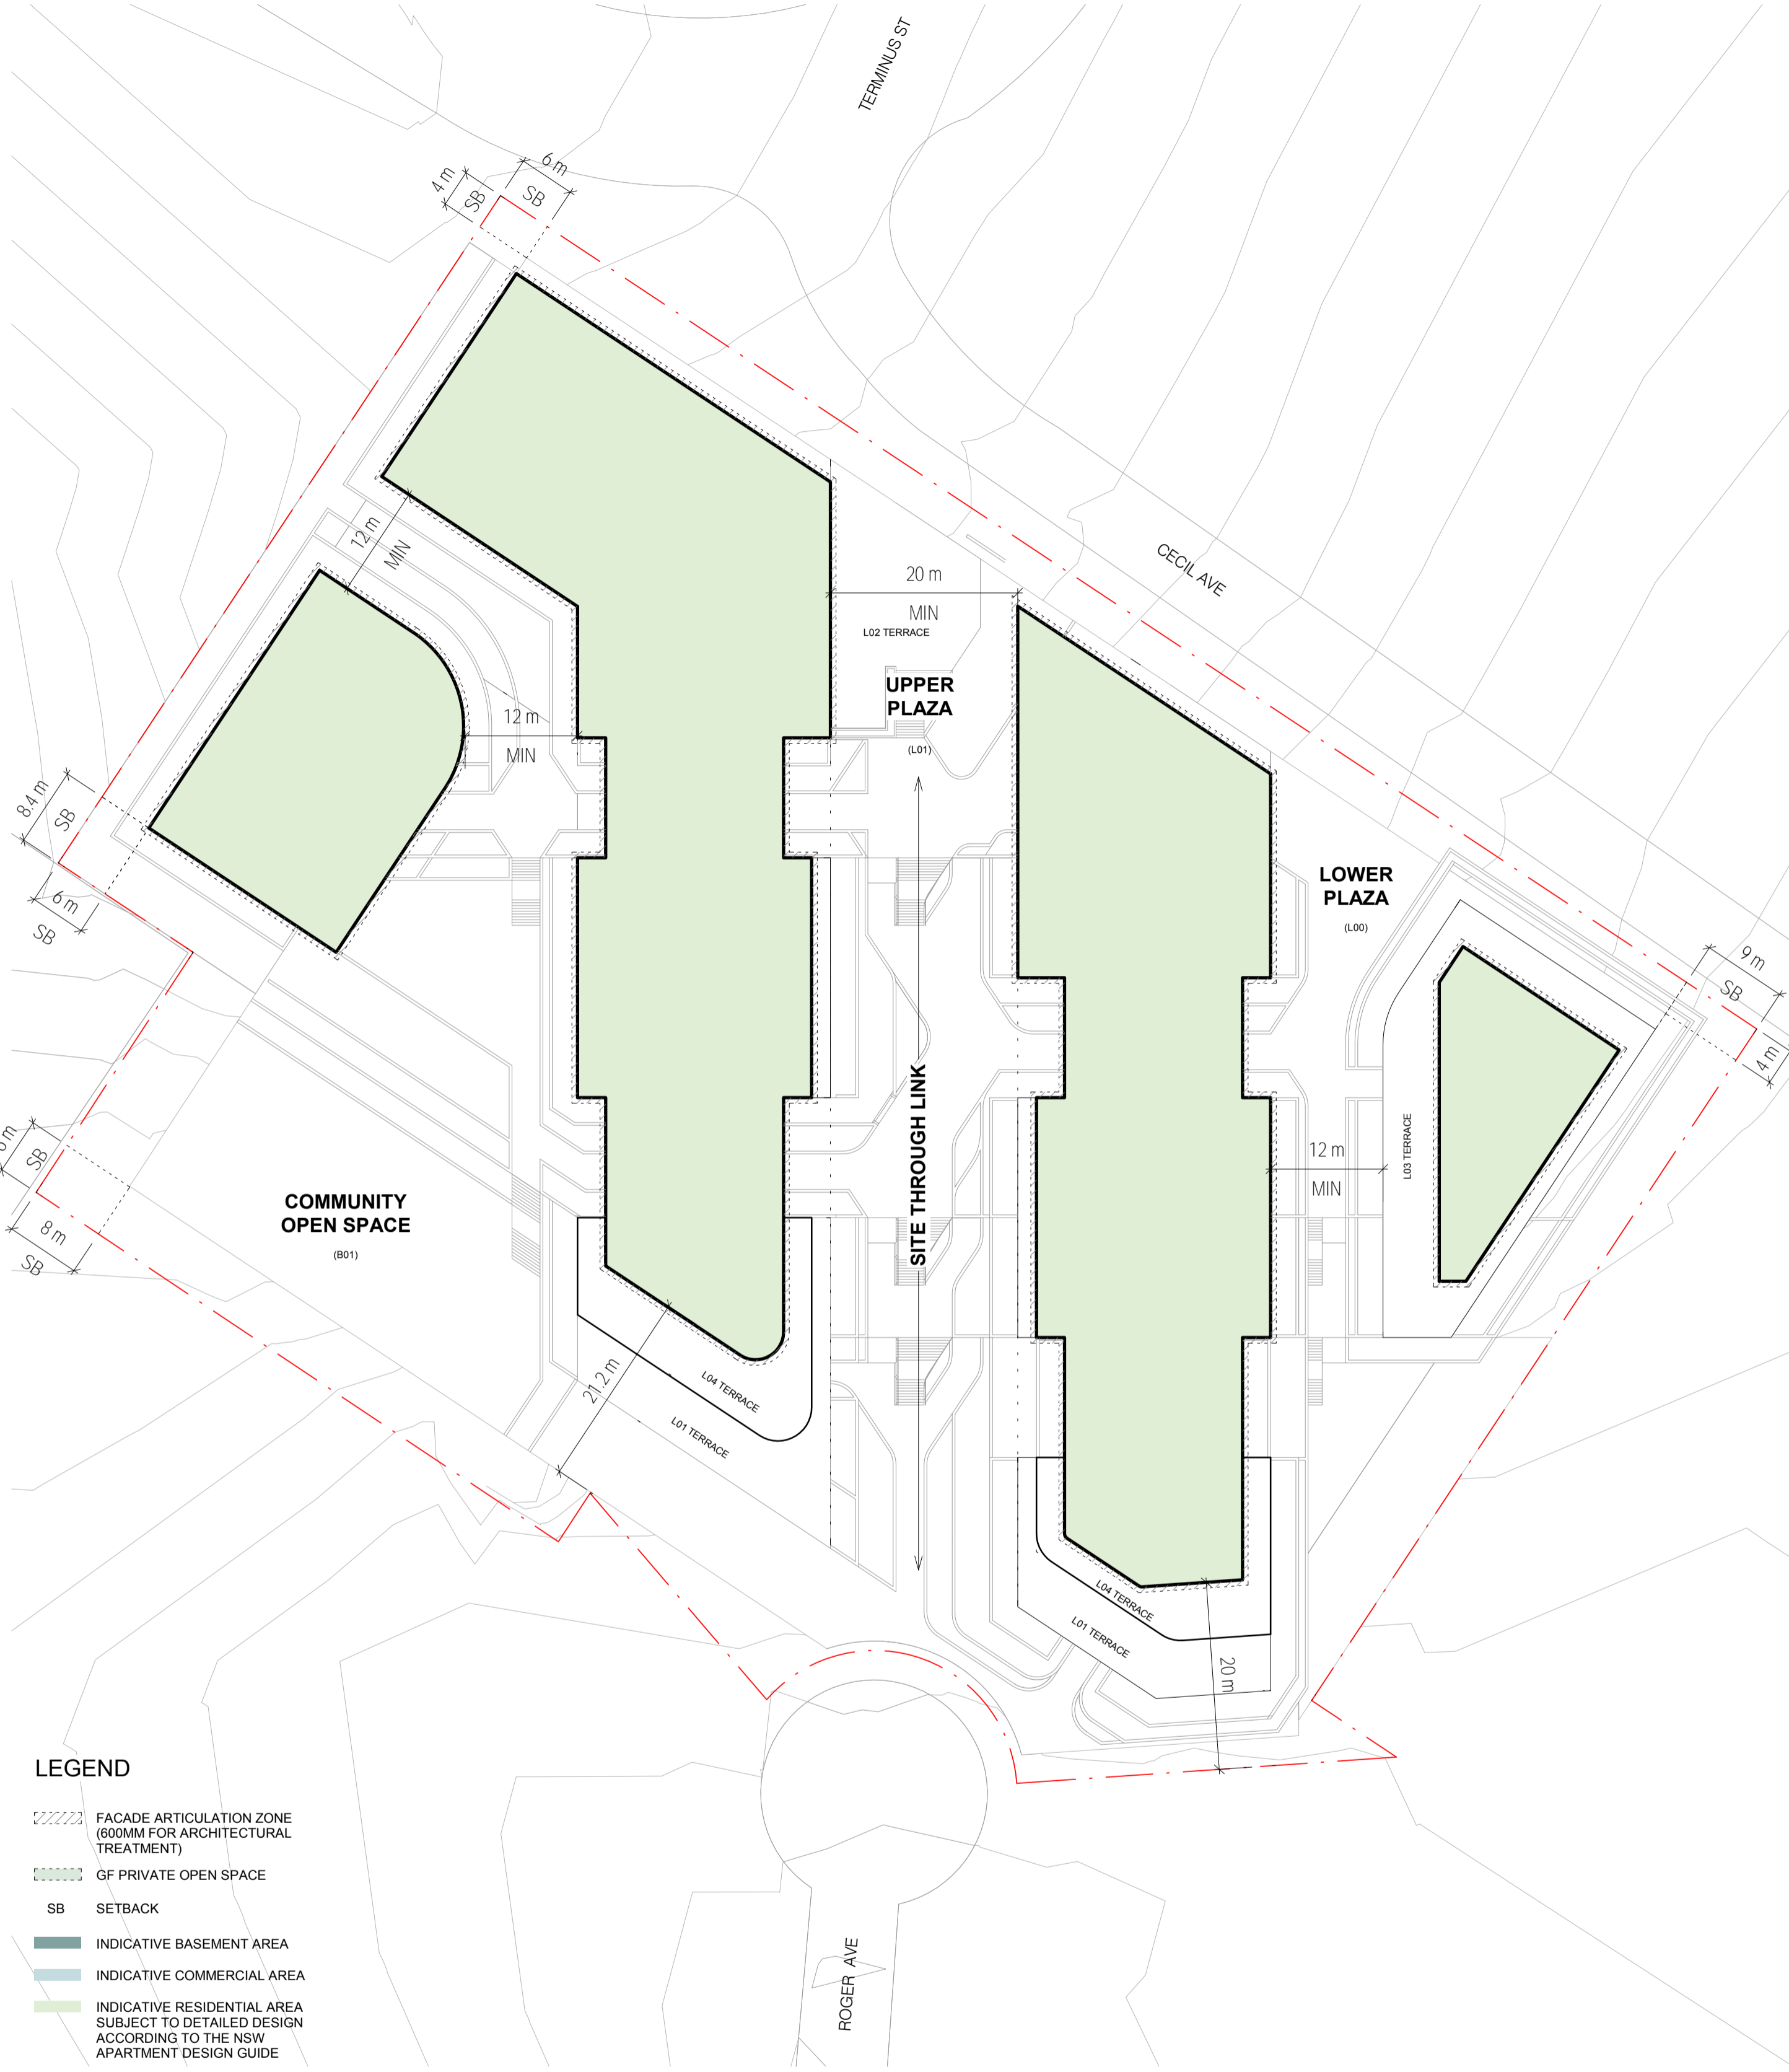 TERMINUS ST
4 m
SB
6 m
SB
12 m
MIN
20 m
MIN
L02 TERRACE
CECIL AVE
UPPER
PLAZA
(L01)
12 m
MIN
8.4 m
SB
6 m
SB
LOWER
PLAZA
(L00)
9 m
SB
4 m
SITE THROUGH LINK
12 m
MIN
L03 TERRACE
m
SB
8 m
SB
COMMUNITY
OPEN SPACE
(B01)
21.2 m
L04 TERRACE
L01 TERRACE
L04 TERRACE
L01 TERRACE
20 m
LEGEND
FACADE ARTICULATION ZONE
(600MM FOR ARCHITECTURAL
TREATMENT)
GF PRIVATE OPEN SPACE
SB SETBACK
INDICATIVE BASEMENT AREA
INDICATIVE COMMERCIAL AREA
INDICATIVE RESIDENTIAL AREA
SUBJECT TO DETAILED DESIGN
ACCORDING TO THE NSW
APARTMENT DESIGN GUIDE
ROGER AVE